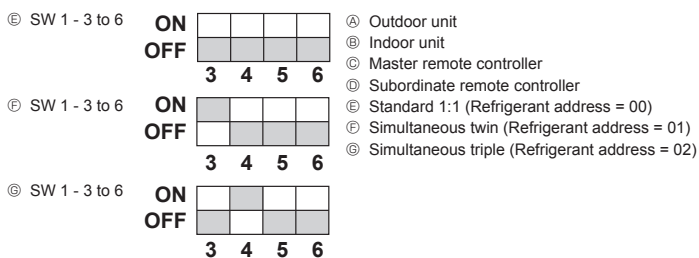 Ⓔ SW 1 - 3 to 6
ON
OFF
3 4 5 6
Ⓕ SW 1 - 3 to 6
ON
OFF
3 4 5 6
Ⓖ SW 1 - 3 to 6
ON
OFF
3 4 5 6
Ⓐ Outdoor unit
Ⓑ Indoor unit
Ⓒ Master remote controller
Ⓓ Subordinate remote controller
Ⓔ Standard 1:1 (Refrigerant address = 00)
Ⓕ Simultaneous twin (Refrigerant address = 01)
Ⓖ Simultaneous triple (Refrigerant address = 02)